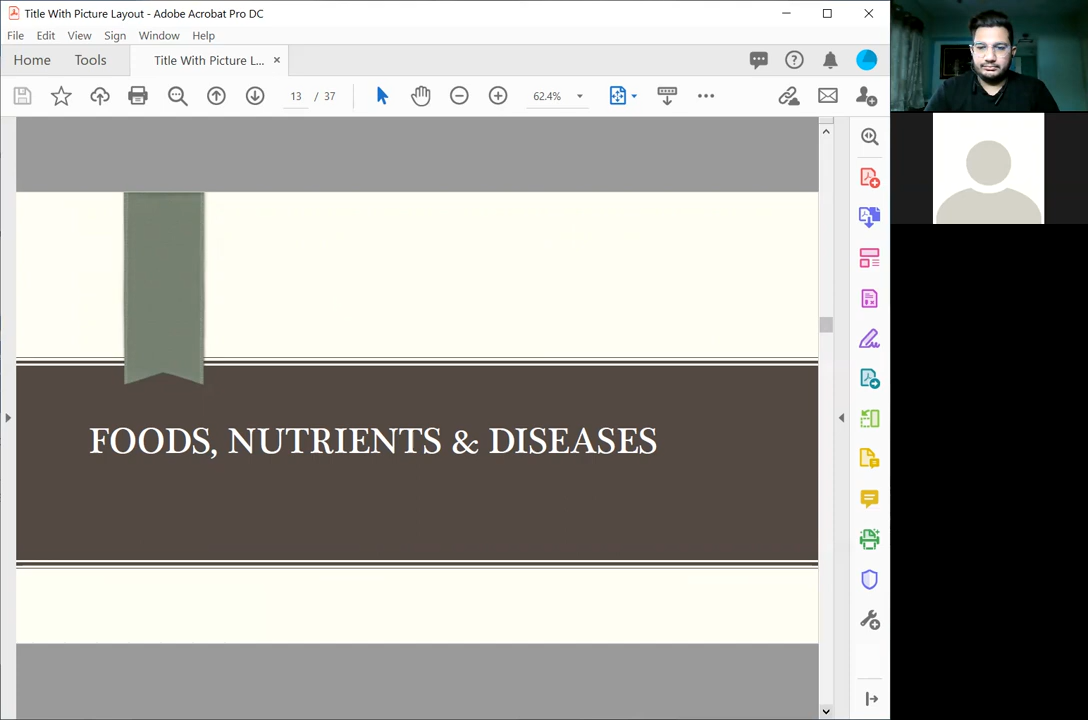 Title With Picture Layout - Adobe Acrobat Pro DC
File Edit View Sign Window Help
Home Tools Title With Picture L... ×
13 / 37 62.4%
FOODS, NUTRIENTS & DISEASES